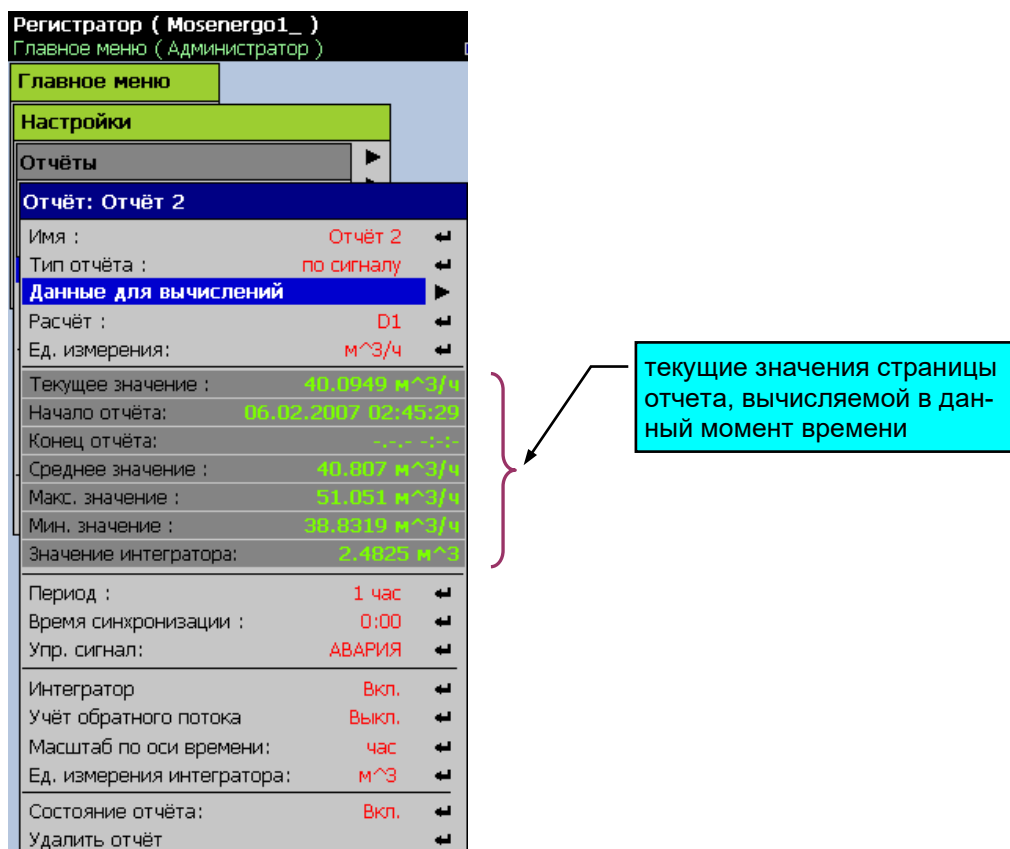 Регистратор ( Mosenergo1_ )
Главное меню ( Администратор )
Главное меню
Настройки
Отчёты
Отчёт: Отчёт 2
Имя : Отчёт 2
Тип отчёта : по сигналу
Данные для вычислений
Расчёт : D1
Ед. измерения: м^3/ч
Текущее значение : 40.0949 м^3/ч
Начало отчёта: 06.02.2007 02:45:29
Конец отчёта: -.-.- -:-:-
Среднее значение : 40.807 м^3/ч
Макс. значение : 51.051 м^3/ч
Мин. значение : 38.8319 м^3/ч
Значение интегратора: 2.4825 м^3
Период : 1 час
Время синхронизации : 0:00
Упр. сигнал: АВАРИЯ
Интегратор Вкл.
Учёт обратного потока Выкл.
Масштаб по оси времени: час
Ед. измерения интегратора: м^3
Состояние отчёта: Вкл.
Удалить отчёт
текущие значения страницы
отчета, вычисляемой в дан-
ный момент времени